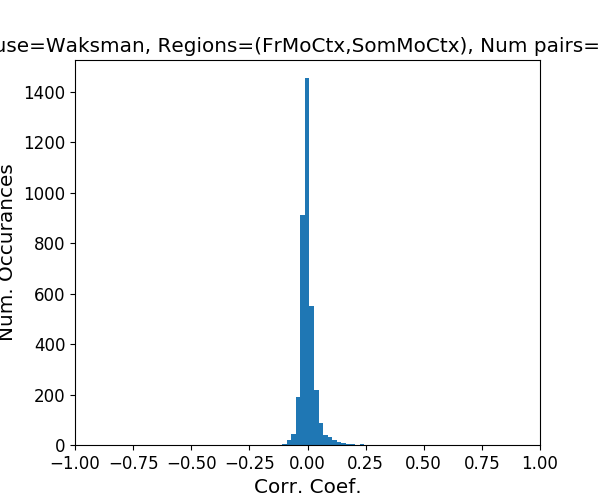 use=Waksman, Regions=(FrMoCtx,SomMoCtx), Num pairs=
Num. Occurances
1400
1200
1000
800
600
400
200
0
−1.00 −0.75 −0.50 −0.25 0.00 0.25 0.50 0.75 1.00
Corr. Coef.